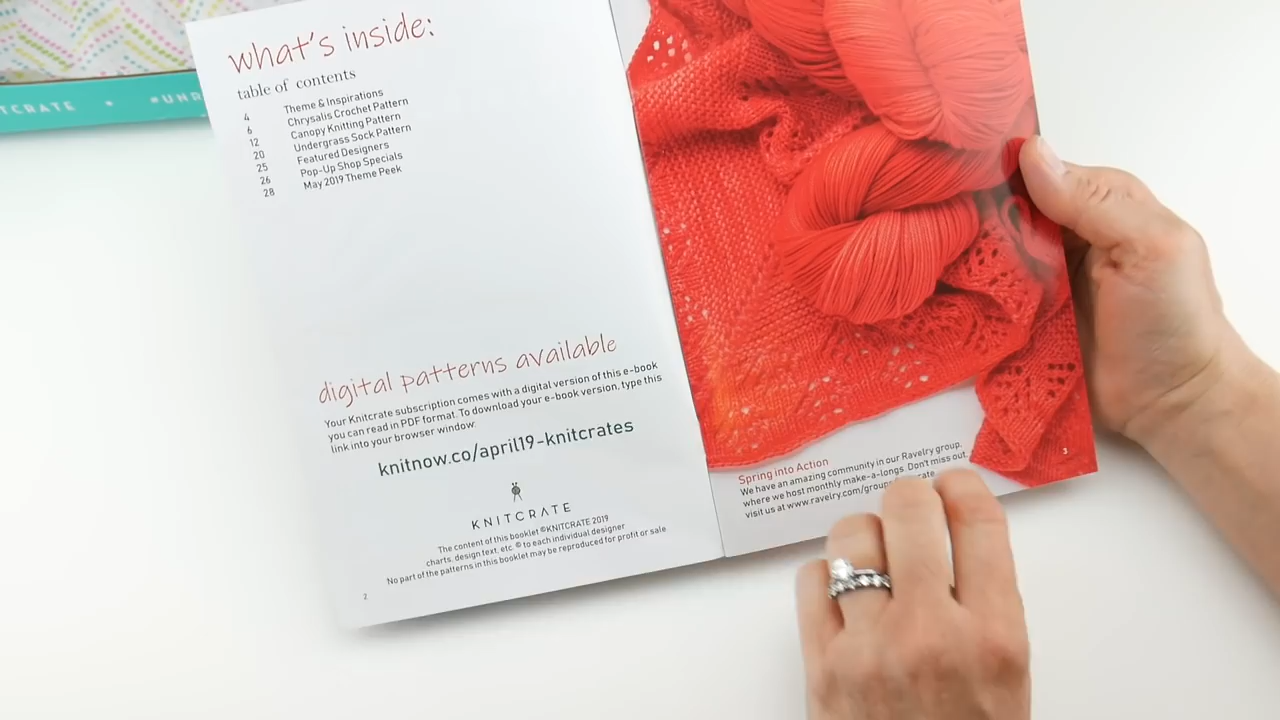 TCRATE • #UNR
what's inside:
table of contents
4 Theme & Inspirations
6 Chrysalis Crochet Pattern
12 Canopy Knitting Pattern
20 Undergrass Sock Pattern
25 Featured Designers
26 Pop-Up Shop Specials
28 May 2019 Theme Peek
digital patterns available
Your Knitcrate subscription comes with a digital version of this e-book
you can read in PDF format. To download your e-book version, type this
link into your browser window:
knitnow.co/april19-knitcrates
KNITCRATE
The content of this booklet ©KNITCRATE 2019
charts, design text, etc. © to each individual designer
No part of the patterns in this booklet may be reproduced for profit or sale
2
Spring into Action
We have an amazing community in our Ravelry group,
where we host monthly make-a-longs. Don't miss out,
visit us at www.ravelry.com/group
3